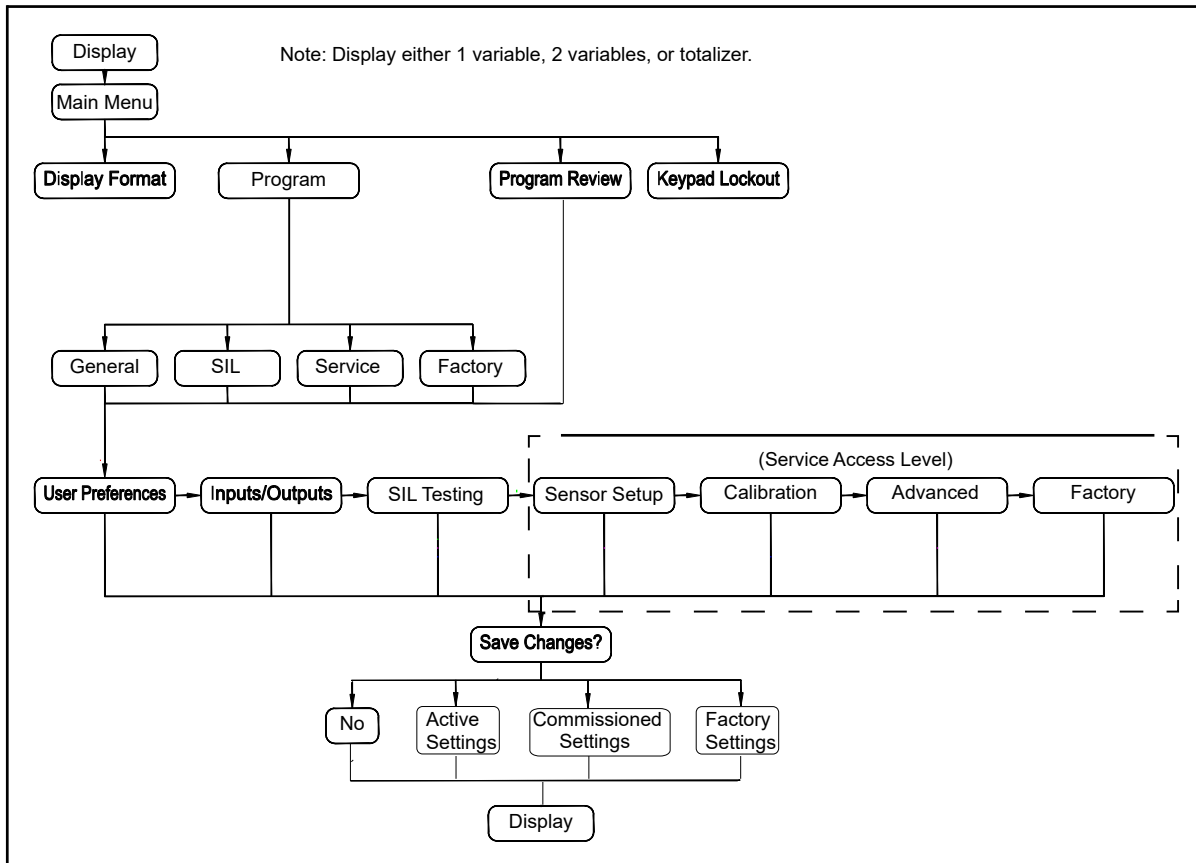 Display
Note: Display either 1 variable, 2 variables, or totalizer.
Main Menu
Display Format
Program
Program Review
Keypad Lockout
General
SIL
Service
Factory
(Service Access Level)
User Preferences
Inputs/Outputs
SIL Testing
Sensor Setup
Calibration
Advanced
Factory
Save Changes?
No
Active
Settings
Commissioned
Settings
Factory
Settings
Display